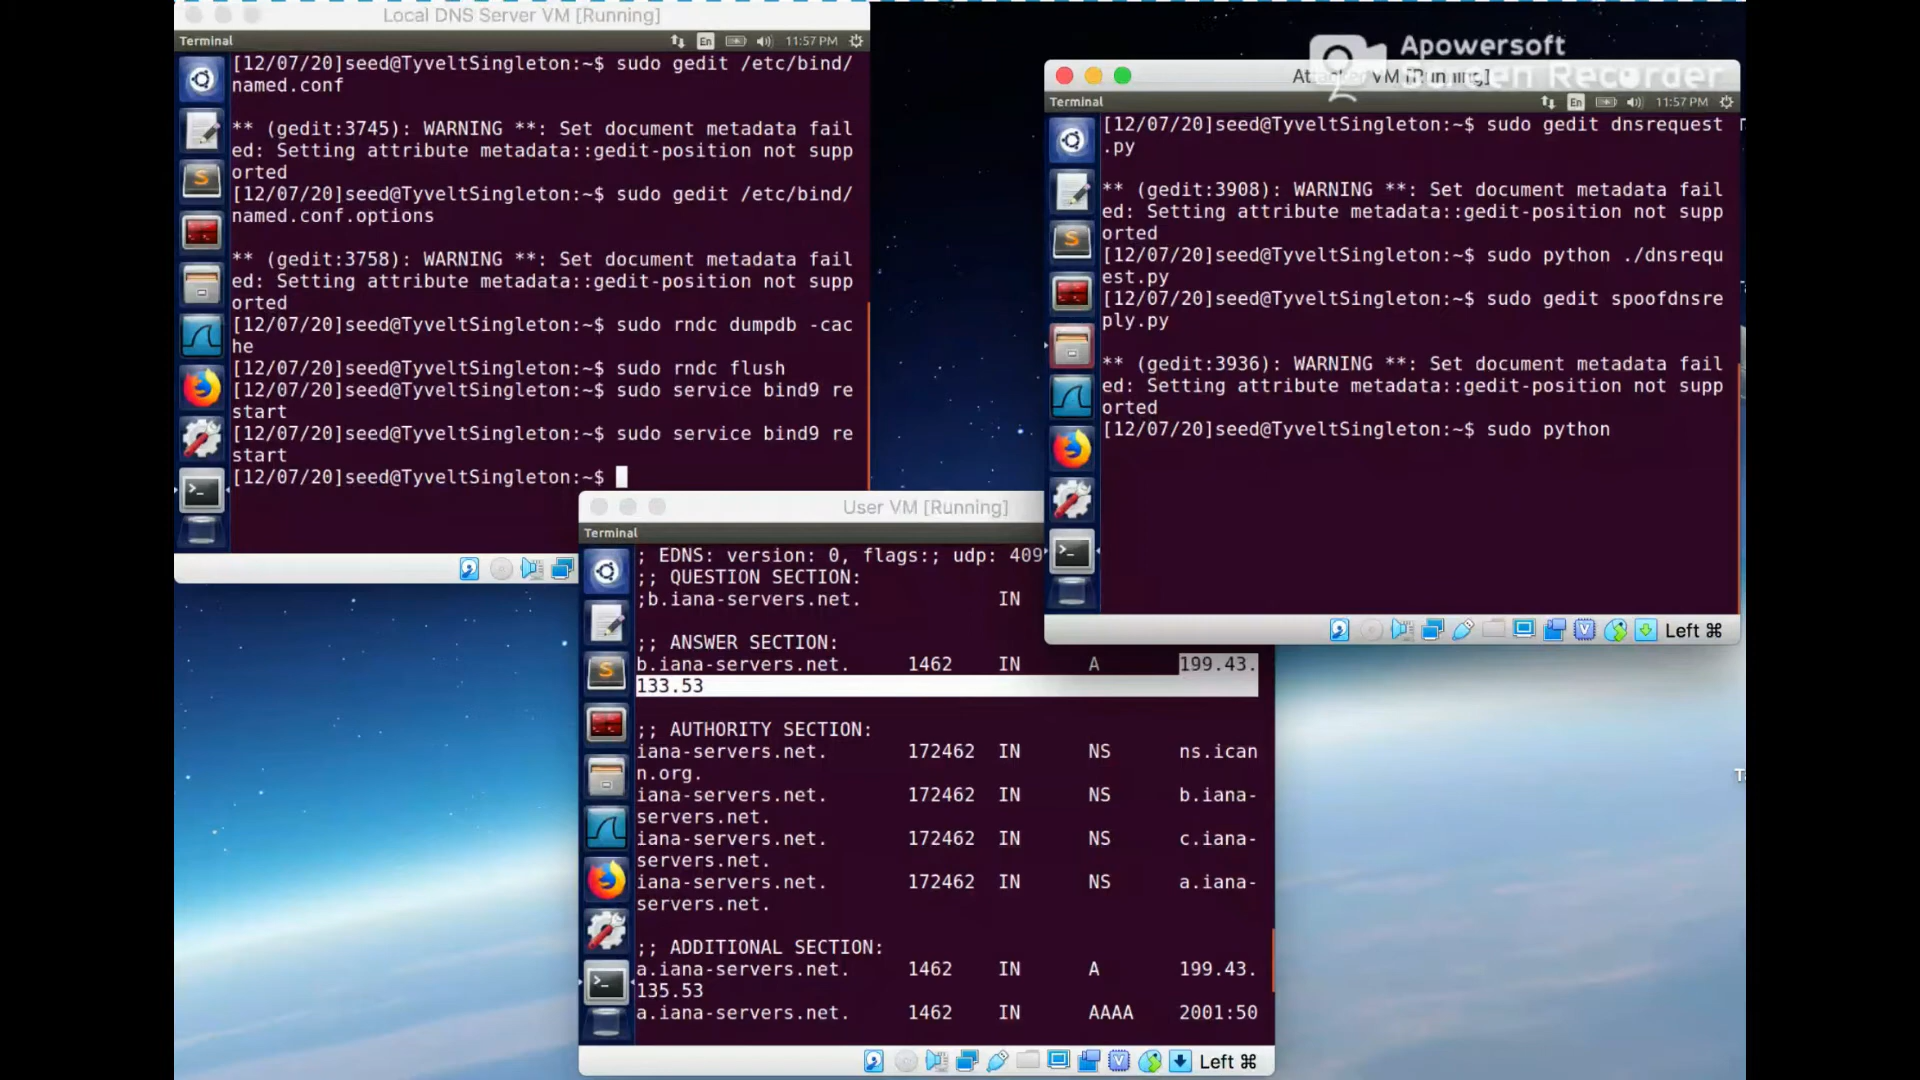 Local DNS Server VM [Running]
Terminal
En
11:57 PM
[12/07/20]seed@TyveltSingleton:~$ sudo gedit /etc/bind/
named.conf
** (gedit:3745): WARNING **: Set document metadata fail
ed: Setting attribute metadata::gedit-position not supp
orted
[12/07/20]seed@TyveltSingleton:~$ sudo gedit /etc/bind/
named.conf.options
** (gedit:3758): WARNING **: Set document metadata fail
ed: Setting attribute metadata::gedit-position not supp
orted
[12/07/20]seed@TyveltSingleton:~$ sudo rndc dumpdb -cac
he
[12/07/20]seed@TyveltSingleton:~$ sudo rndc flush
[12/07/20]seed@TyveltSingleton:~$ sudo service bind9 re
start
[12/07/20]seed@TyveltSingleton:~$ sudo service bind9 re
start
[12/07/20]seed@TyveltSingleton:~$
Apowersoft
Screen Recorder
Attacker VM [Running]
Terminal
En
11:57 PM
[12/07/20]seed@TyveltSingleton:~$ sudo gedit dnsrequest
.py
** (gedit:3908): WARNING **: Set document metadata fail
ed: Setting attribute metadata::gedit-position not supp
orted
[12/07/20]seed@TyveltSingleton:~$ sudo python ./dnsrequ
est.py
[12/07/20]seed@TyveltSingleton:~$ sudo gedit spoofdnsre
ply.py
** (gedit:3936): WARNING **: Set document metadata fail
ed: Setting attribute metadata::gedit-position not supp
orted
[12/07/20]seed@TyveltSingleton:~$ sudo python
Left ⌘
User VM [Running]
Terminal
; EDNS: version: 0, flags:; udp: 409
;; QUESTION SECTION:
;b.iana-servers.net. IN
;; ANSWER SECTION:
b.iana-servers.net. 1462 IN A 199.43.
133.53
;; AUTHORITY SECTION:
iana-servers.net. 172462 IN NS ns.ican
n.org.
iana-servers.net. 172462 IN NS b.iana-
servers.net.
iana-servers.net. 172462 IN NS c.iana-
servers.net.
iana-servers.net. 172462 IN NS a.iana-
servers.net.
;; ADDITIONAL SECTION:
a.iana-servers.net. 1462 IN A 199.43.
135.53
a.iana-servers.net. 1462 IN AAAA 2001:50
Left ⌘